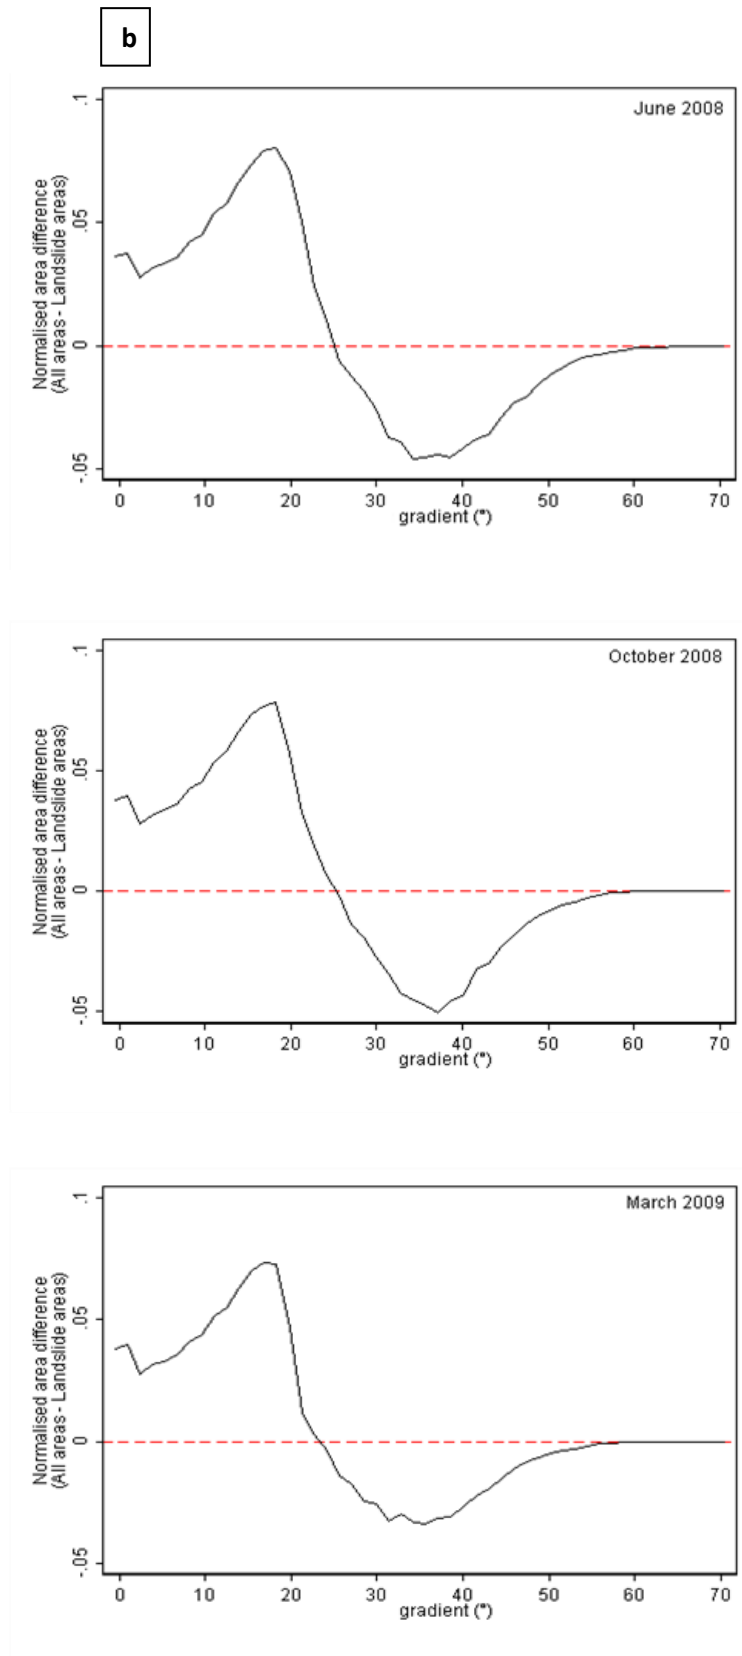 b
June 2008
Normalised area difference
(All areas - Landslide areas)
.1
.05
0
-.05
0 10 20 30 40 50 60 70
gradient (°)
October 2008
Normalised area difference
(All areas - Landslide areas)
.1
.05
0
-.05
0 10 20 30 40 50 60 70
gradient (°)
March 2009
Normalised area difference
(All areas - Landslide areas)
.1
.05
0
-.05
0 10 20 30 40 50 60 70
gradient (°)